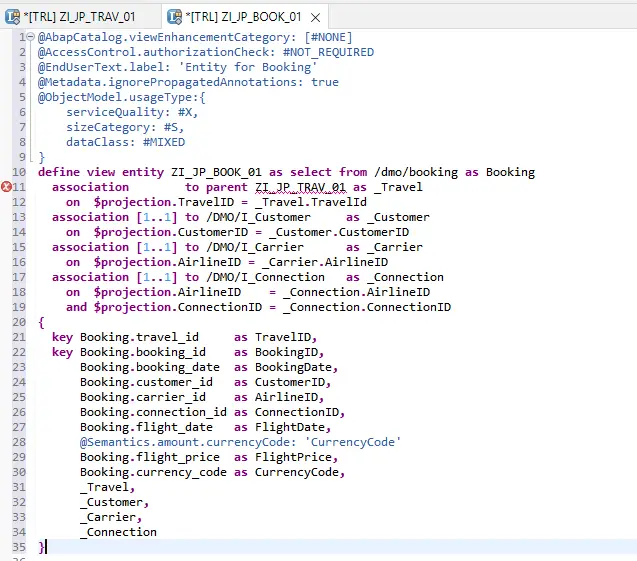 *[TRL] ZI_JP_TRAV_01    *[TRL] ZI_JP_BOOK_01
1 @AbapCatalog.viewEnhancementCategory: [#NONE]
2 @AccessControl.authorizationCheck: #NOT_REQUIRED
3 @EndUserText.label: 'Entity for Booking'
4 @Metadata.ignorePropagatedAnnotations: true
5 @ObjectModel.usageType:{
6     serviceQuality: #X,
7     sizeCategory: #S,
8     dataClass: #MIXED
9 }
10 define view entity ZI_JP_BOOK_01 as select from /dmo/booking as Booking
11   association        to parent ZI_JP_TRAV_01 as _Travel
12     on  $projection.TravelID = _Travel.TravelId
13   association [1..1] to /DMO/I_Customer     as _Customer
14     on  $projection.CustomerID = _Customer.CustomerID
15   association [1..1] to /DMO/I_Carrier      as _Carrier
16     on  $projection.AirlineID = _Carrier.AirlineID
17   association [1..1] to /DMO/I_Connection   as _Connection
18     on  $projection.AirlineID    = _Connection.AirlineID
19     and $projection.ConnectionID = _Connection.ConnectionID
20 {
21   key Booking.travel_id     as TravelID,
22   key Booking.booking_id    as BookingID,
23       Booking.booking_date  as BookingDate,
24       Booking.customer_id   as CustomerID,
25       Booking.carrier_id    as AirlineID,
26       Booking.connection_id as ConnectionID,
27       Booking.flight_date   as FlightDate,
28       @Semantics.amount.currencyCode: 'CurrencyCode'
29       Booking.flight_price  as FlightPrice,
30       Booking.currency_code as CurrencyCode,
31       _Travel,
32       _Customer,
33       _Carrier,
34       _Connection
35 }
36